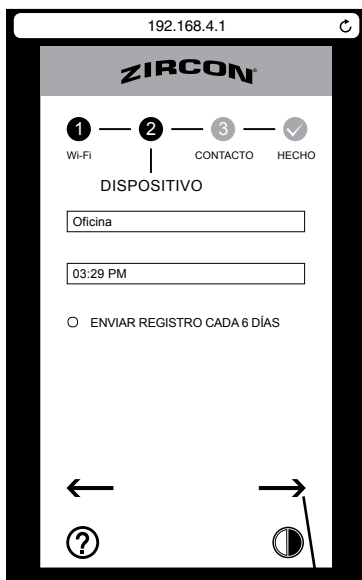 192.168.4.1
ZIRCON®
1 2 3
Wi-Fi CONTACTO HECHO
DISPOSITIVO
Oficina
03:29 PM
ENVIAR REGISTRO CADA 6 DÍAS
?